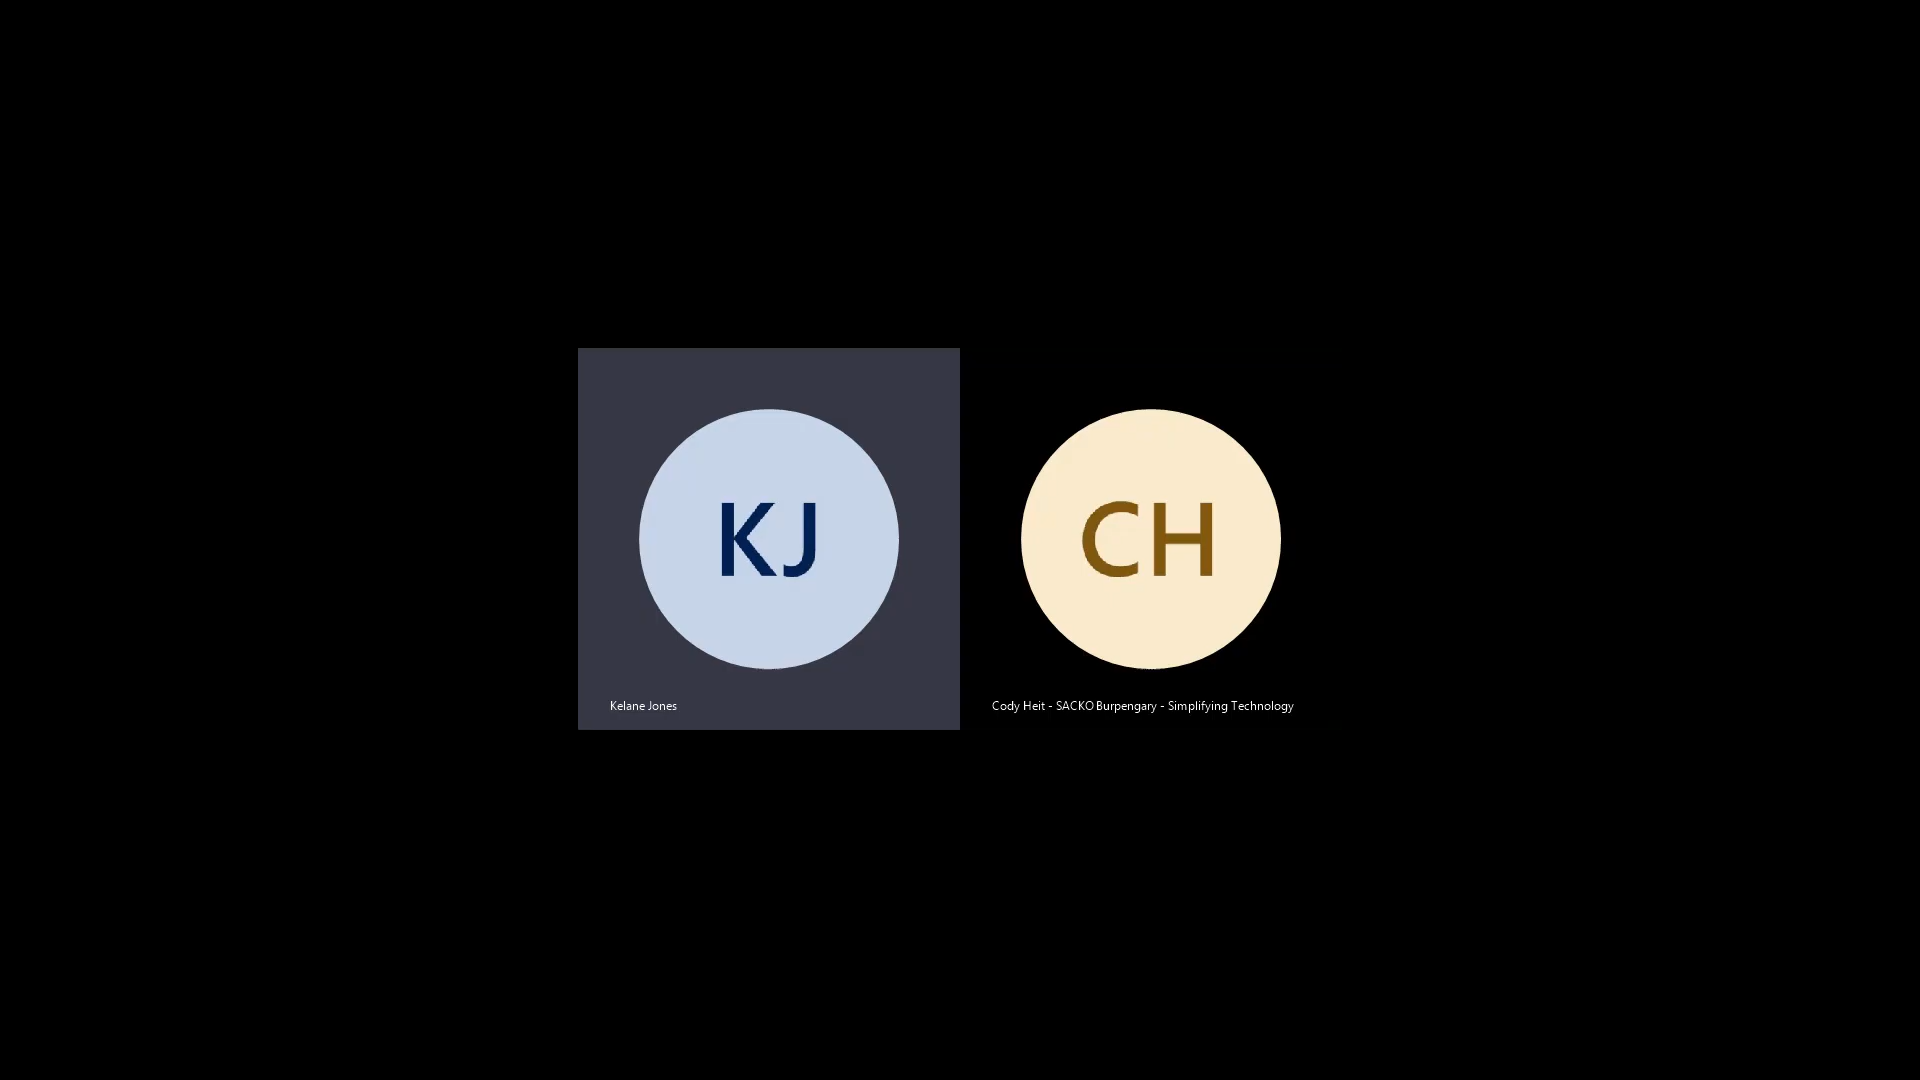 KJ
CH
Kelane Jones
Cody Heit - SACKO Burpengary - Simplifying Technology